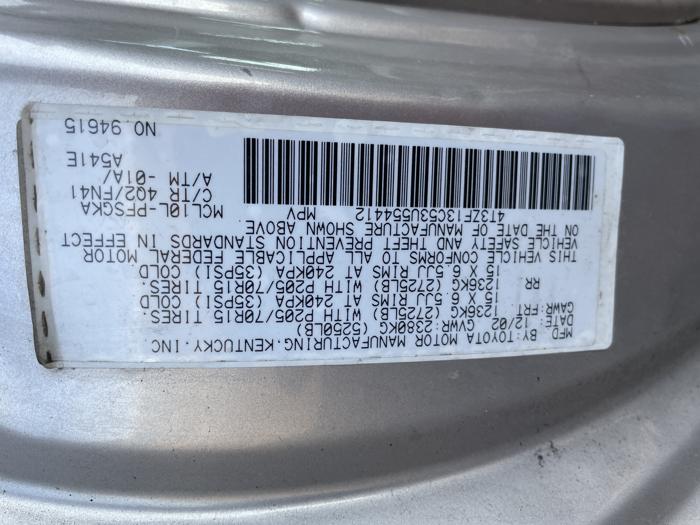 MFD BY:TOYOTA MOTOR MANUFACTURING.KENTUCKY.INC
DATE: 12/02 GVWR: 2380KG (5250LB)
GAWR:FRT 1236KG (2725LB) WITH P205/70R15 TIRES.
15 X 6.5JJ RIMS AT 240KPA (35PSI) COLD
RR 1236KG (2725LB) WITH P205/70R15 TIRES.
15 X 6.5JJ RIMS AT 240KPA (35PSI) COLD
THIS VEHICLE CONFORMS TO ALL APPLICABLE FEDERAL MOTOR
VEHICLE SAFETY AND THEFT PREVENTION STANDARDS IN EFFECT
ON THE DATE OF MANUFACTURE SHOWN ABOVE
4T3ZF13C53U554412 MPV
MCL10L-PFSGKA
C/TR 4Q2/FN41
A/TM -01A/
A541E
NO.94615